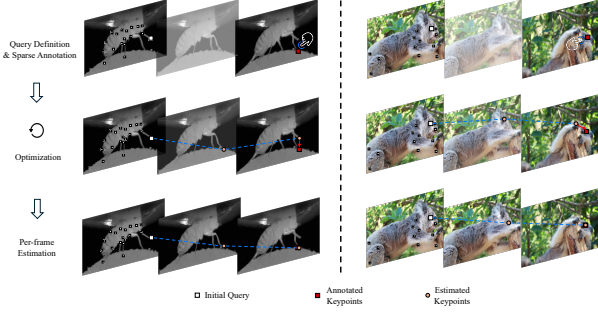 Query Definition
& Sparse Annotation
Optimization
Per-frame
Estimation
Initial Query
Annotated
Keypoints
Estimated
Keypoints